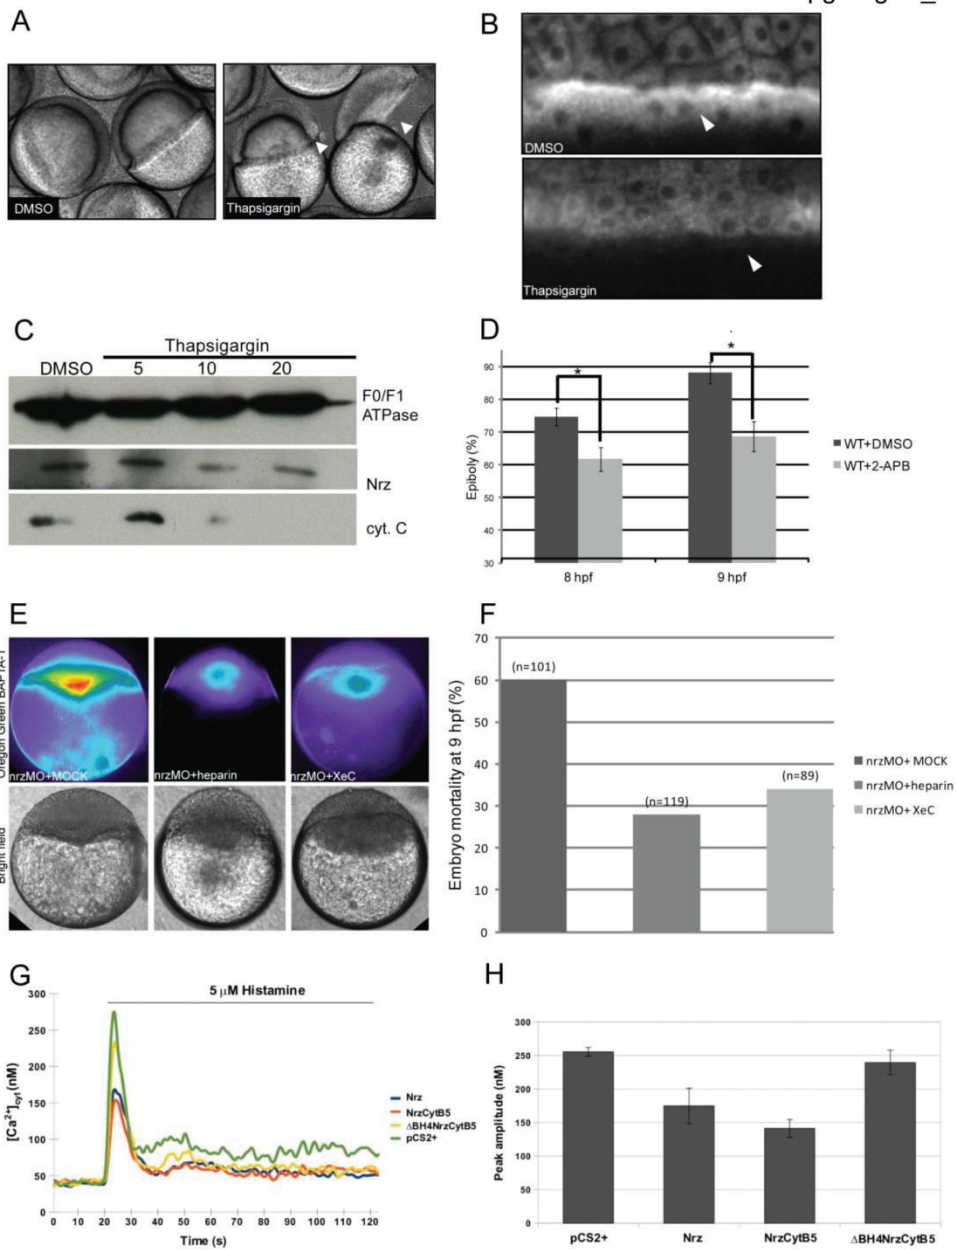 A
B
DMSO
Thapsigargin
DMSO
Thapsigargin
C
Thapsigargin
DMSO 5 10 20
F0/F1
ATPase
Nrz
cyt. C
D
Epiboly (%)
90
80
70
60
50
40
30
*
*
8 hpf
9 hpf
WT+DMSO
WT+2-APB
E
Oregon Green BAPTA-1
nrzMO+MOCK
nrzMO+heparin
nrzMO+XeC
Bright field
F
Embryo mortality at 9 hpf (%)
70
60
50
40
30
20
10
0
(n=101)
(n=119)
(n=89)
nrzMO+ MOCK
nrzMO+heparin
nrzMO+ XeC
G
5 µM Histamine
[Ca2+]cyt (nM)
300
250
200
150
100
50
0
0 10 20 30 40 50 60 70 80 90 100 110 120
Time (s)
Nrz
NrzCytB5
ΔBH4NrzCytB5
pCS2+
H
Peak amplitude (nM)
300
250
200
150
100
50
0
pCS2+ Nrz NrzCytB5 ΔBH4NrzCytB5